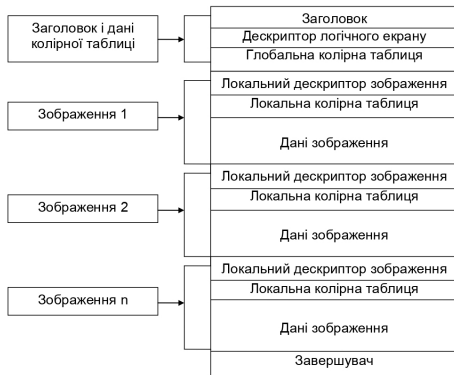 Заголовок і дані
колірної таблиці
Заголовок
Дескриптор логічного екрану
Глобальна колірна таблиця
Зображення 1
Локальний дескриптор зображення
Локальна колірна таблиця
Дані зображення
Зображення 2
Локальний дескриптор зображення
Локальна колірна таблиця
Дані зображення
Зображення n
Локальний дескриптор зображення
Локальна колірна таблиця
Дані зображення
Завершувач